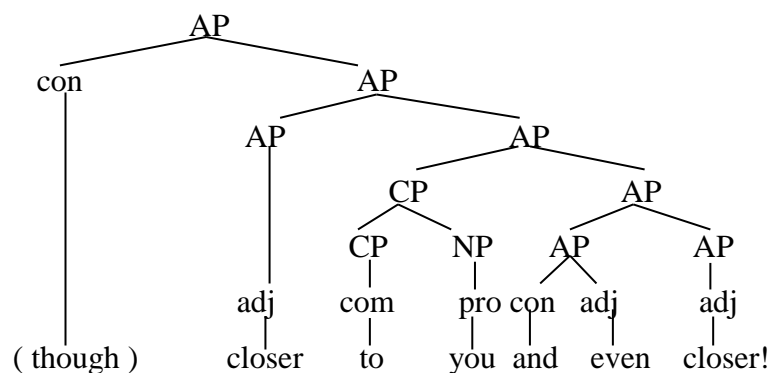 AP
con AP
AP AP
CP AP
CP NP AP AP
adj com pro con adj adj
( though ) closer to you and even closer!